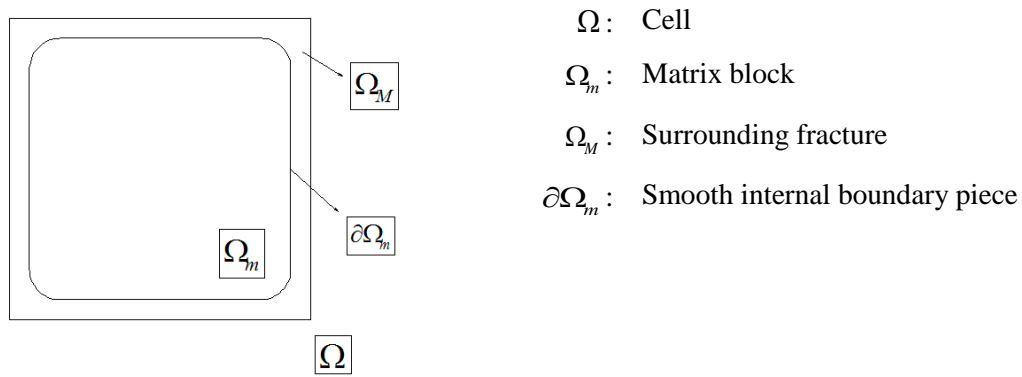 Ω_M
∂Ω_m
Ω_m
Ω
Ω : Cell
Ω_m : Matrix block
Ω_M : Surrounding fracture
∂Ω_m : Smooth internal boundary piece